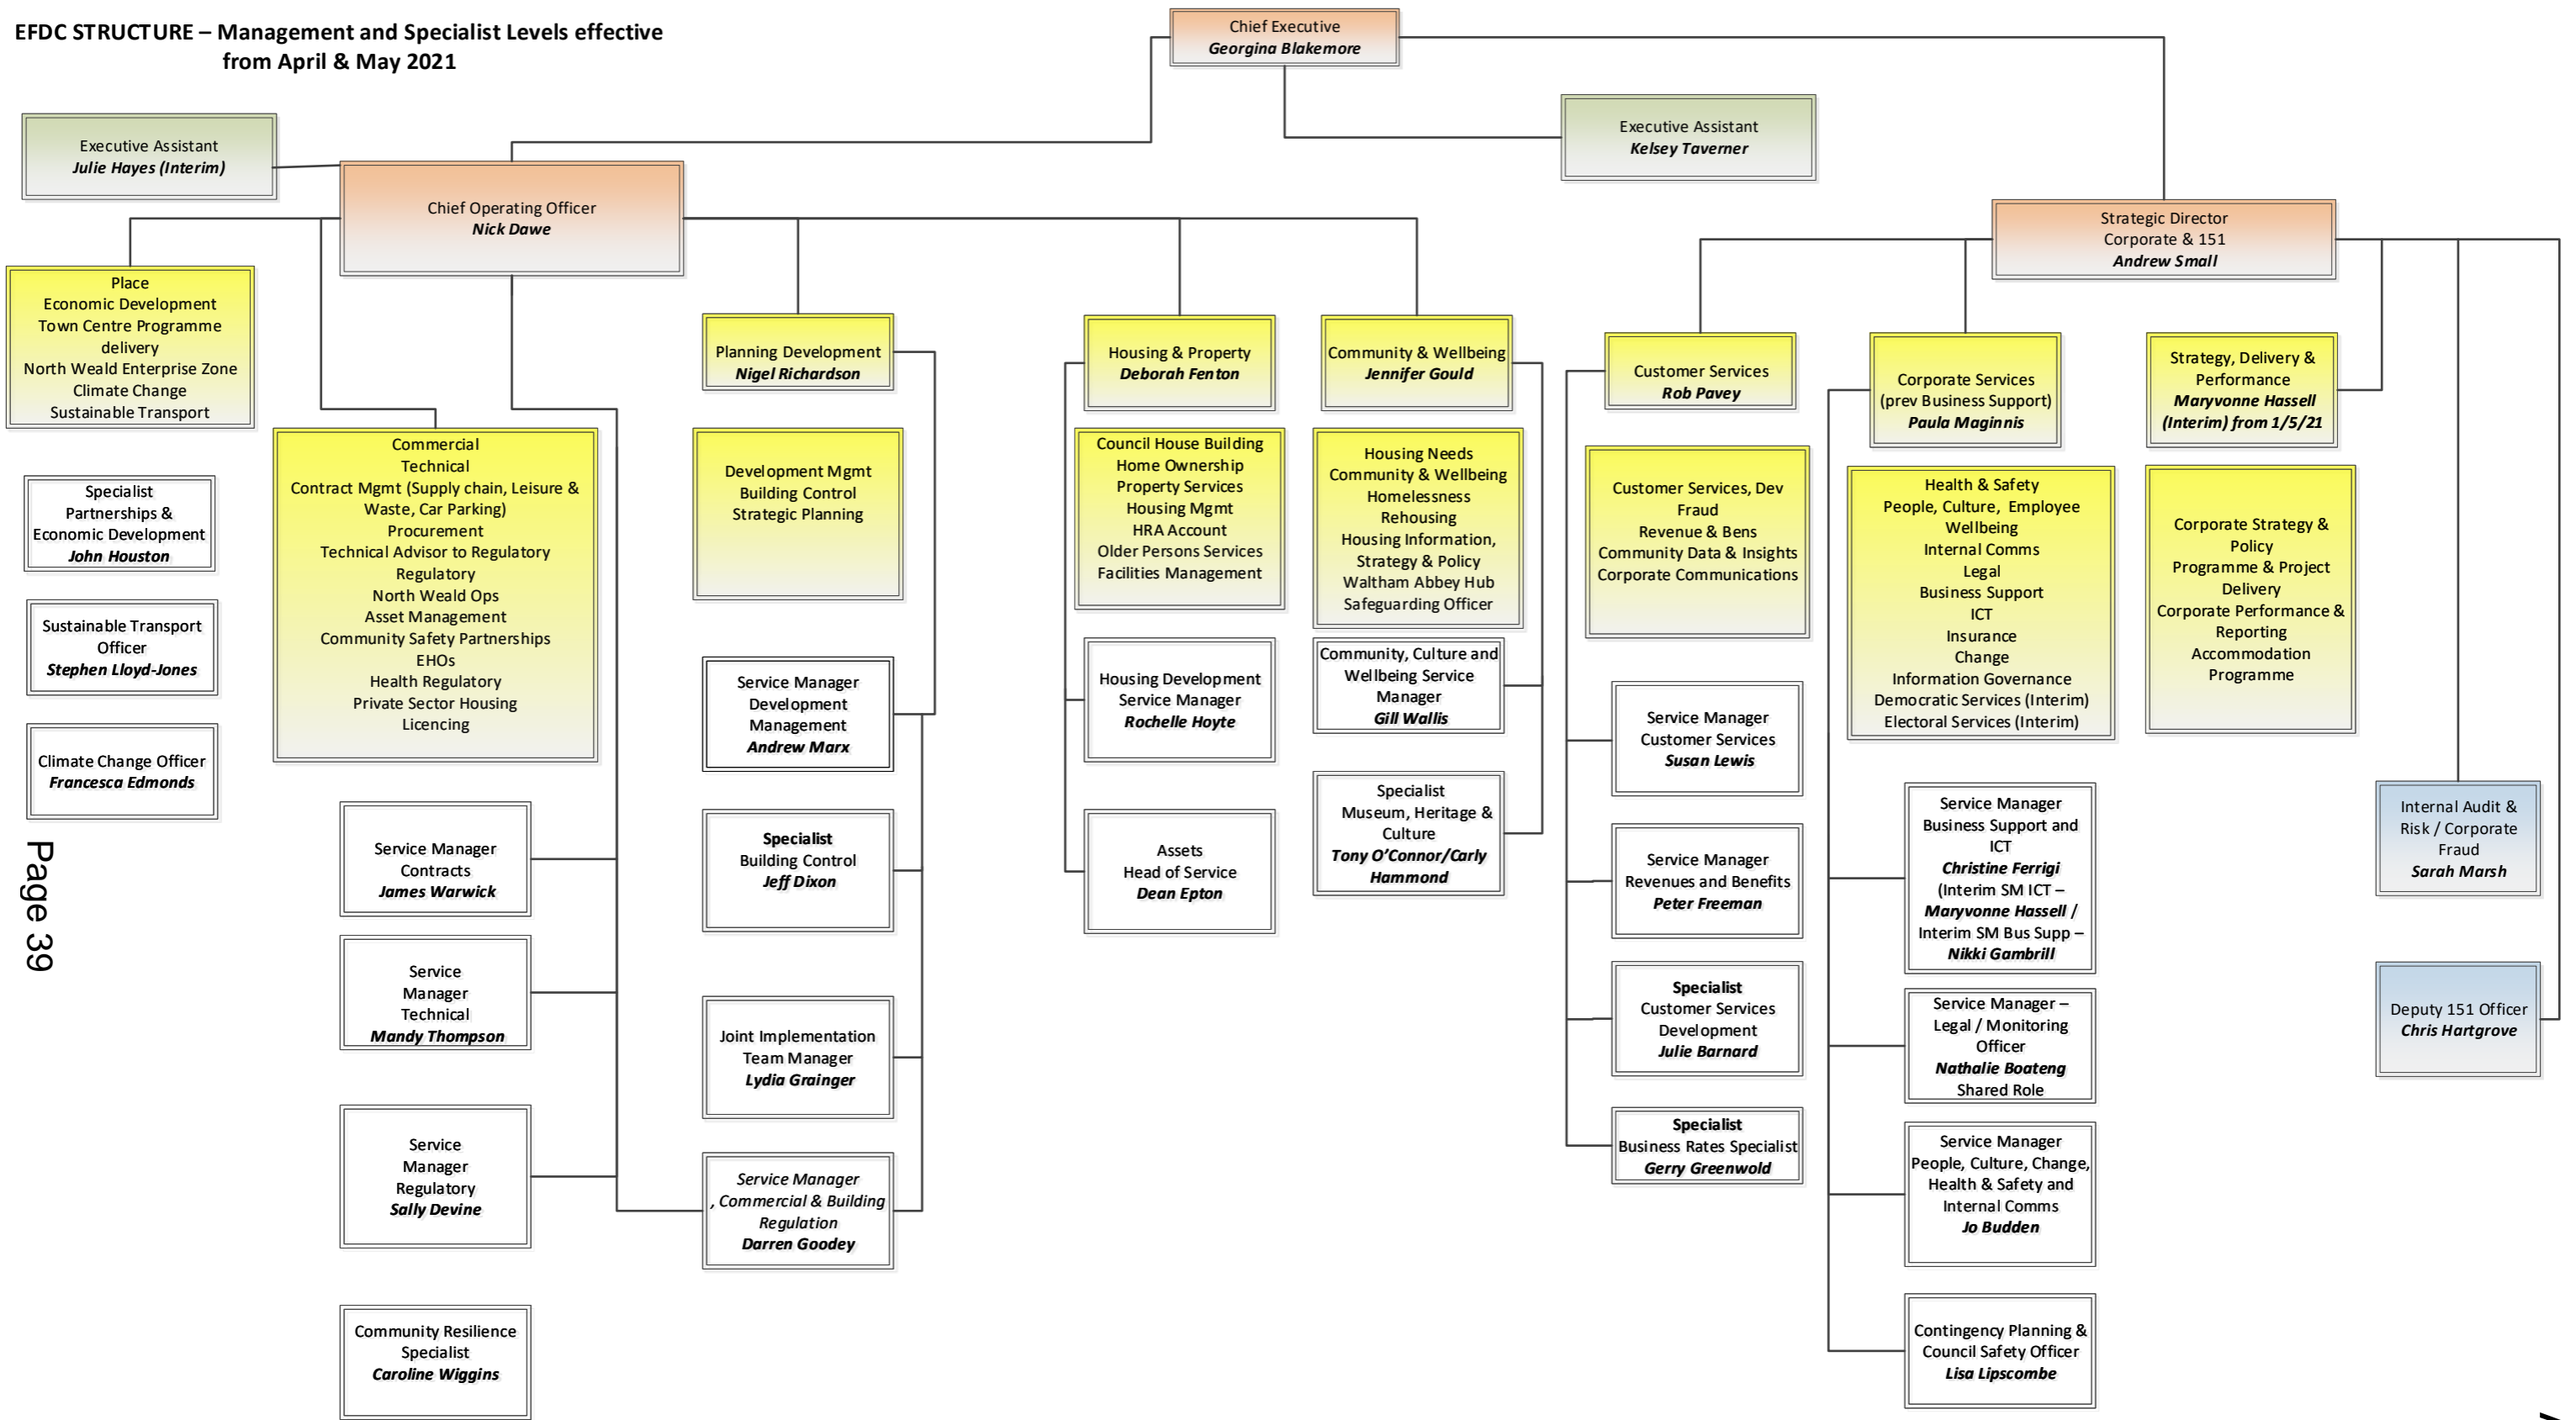 EFDC STRUCTURE – Management and Specialist Levels effective
from April & May 2021
Chief Executive
Georgina Blakemore
Executive Assistant
Julie Hayes (Interim)
Executive Assistant
Kelsey Taverner
Chief Operating Officer
Nick Dawe
Strategic Director
Corporate & 151
Andrew Small
Place
Economic Development
Town Centre Programme
delivery
North Weald Enterprise Zone
Climate Change
Sustainable Transport
Specialist
Partnerships &
Economic Development
John Houston
Sustainable Transport
Officer
Stephen Lloyd-Jones
Climate Change Officer
Francesca Edmonds
Commercial
Technical
Contract Mgmt (Supply chain, Leisure &
Waste, Car Parking)
Procurement
Technical Advisor to Regulatory
Regulatory
North Weald Ops
Asset Management
Community Safety Partnerships
EHOs
Health Regulatory
Private Sector Housing
Licencing
Service Manager
Contracts
James Warwick
Service
Manager
Technical
Mandy Thompson
Service
Manager
Regulatory
Sally Devine
Community Resilience
Specialist
Caroline Wiggins
Planning Development
Nigel Richardson
Development Mgmt
Building Control
Strategic Planning
Service Manager
Development
Management
Andrew Marx
Specialist
Building Control
Jeff Dixon
Joint Implementation
Team Manager
Lydia Grainger
Service Manager
, Commercial & Building
Regulation
Darren Goodey
Housing & Property
Deborah Fenton
Council House Building
Home Ownership
Property Services
Housing Mgmt
HRA Account
Older Persons Services
Facilities Management
Housing Development
Service Manager
Rochelle Hoyte
Assets
Head of Service
Dean Epton
Community & Wellbeing
Jennifer Gould
Housing Needs
Community & Wellbeing
Homelessness
Rehousing
Housing Information,
Strategy & Policy
Waltham Abbey Hub
Safeguarding Officer
Community, Culture and
Wellbeing Service
Manager
Gill Wallis
Specialist
Museum, Heritage &
Culture
Tony O’Connor/Carly
Hammond
Customer Services
Rob Pavey
Customer Services, Dev
Fraud
Revenue & Bens
Community Data & Insights
Corporate Communications
Service Manager
Customer Services
Susan Lewis
Service Manager
Revenues and Benefits
Peter Freeman
Specialist
Customer Services
Development
Julie Barnard
Specialist
Business Rates Specialist
Gerry Greenwold
Corporate Services
(prev Business Support)
Paula Maginnis
Health & Safety
People, Culture, Employee
Wellbeing
Internal Comms
Legal
Business Support
ICT
Insurance
Change
Information Governance
Democratic Services (Interim)
Electoral Services (Interim)
Service Manager
Business Support and
ICT
Christine Ferrigi
(Interim SM ICT –
Maryvonne Hassell /
Interim SM Bus Supp –
Nikki Gambrill
Service Manager –
Legal / Monitoring
Officer
Nathalie Boateng
Shared Role
Service Manager
People, Culture, Change,
Health & Safety and
Internal Comms
Jo Budden
Contingency Planning &
Council Safety Officer
Lisa Lipscombe
Strategy, Delivery &
Performance
Maryvonne Hassell
(Interim) from 1/5/21
Corporate Strategy &
Policy
Programme & Project
Delivery
Corporate Performance &
Reporting
Accommodation
Programme
Internal Audit &
Risk / Corporate
Fraud
Sarah Marsh
Deputy 151 Officer
Chris Hartgrove
Page 39